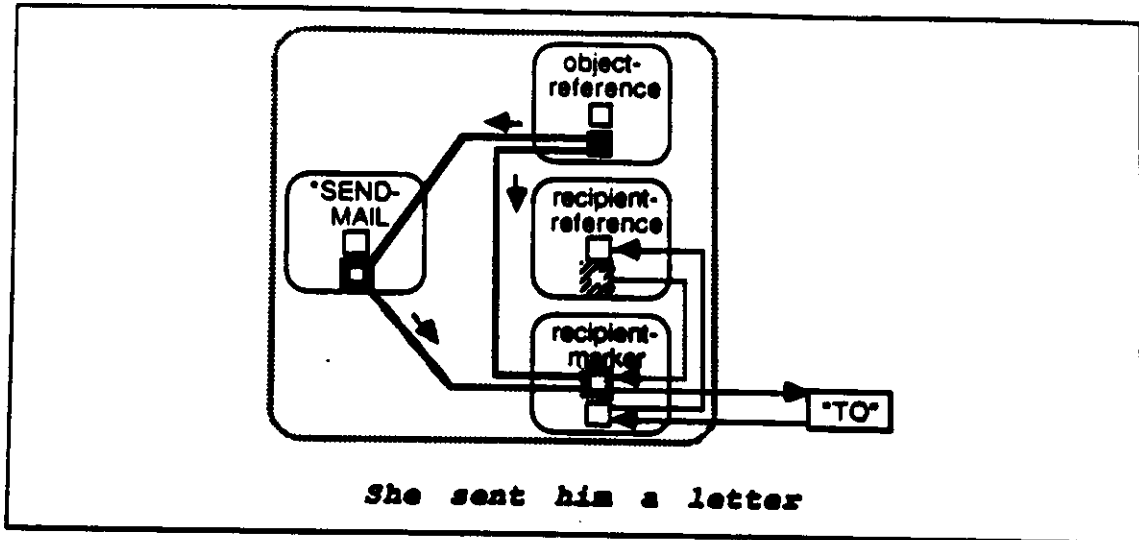 object-
reference
"SEND-
MAIL
recipient-
reference
recipient-
marker
"TO"
She sent him a letter